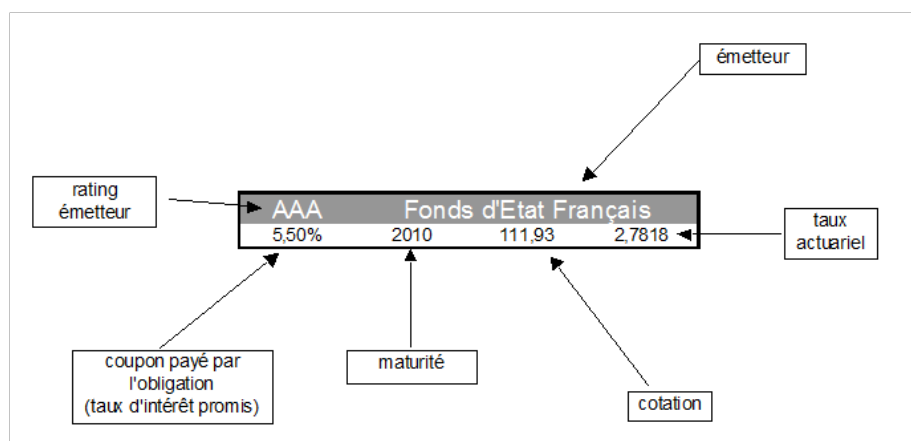 émetteur
rating
émetteur
AAA Fonds d'Etat Français
5,50% 2010 111,93 2,7818
taux
actuariel
coupon payé par
l'obligation
(taux d'intérêt promis)
maturité
cotation